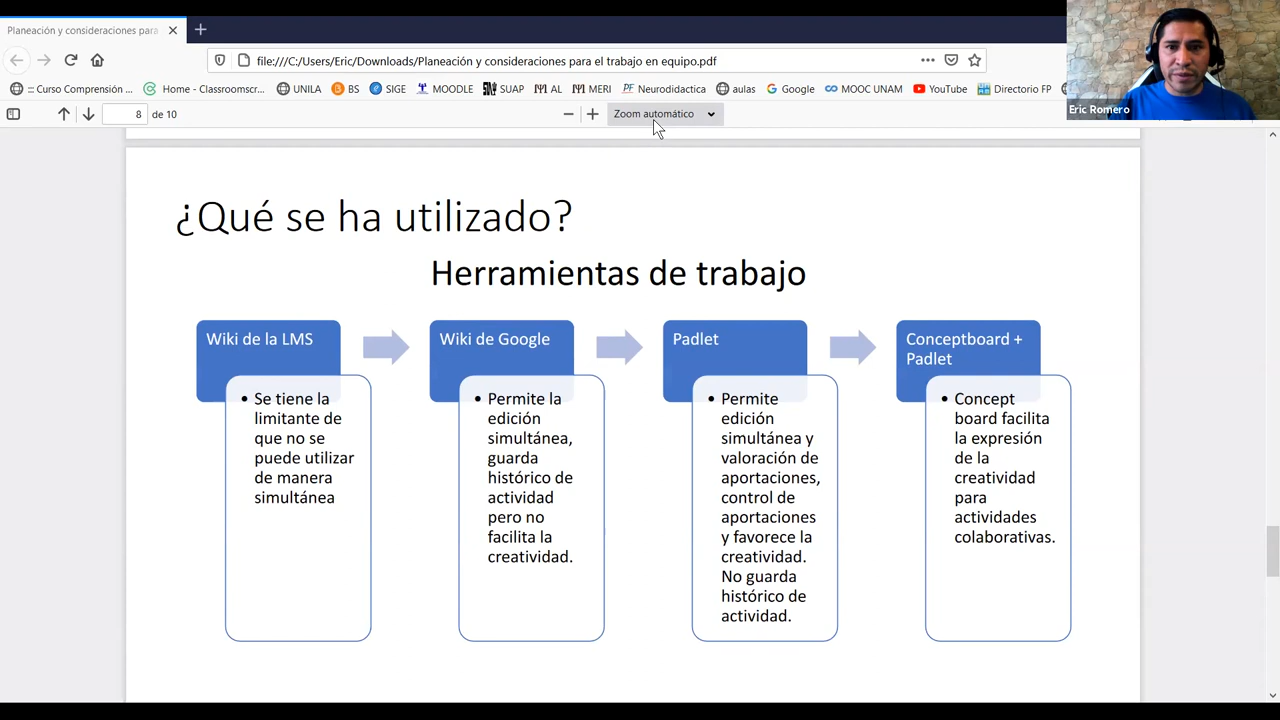 Planeación y consideraciones para
file:///C:/Users/Eric/Downloads/Planeación y consideraciones para el trabajo en equipo.pdf
:: Curso Comprensión ...
Home - Classroomscr...
UNILA
BS
SIGE
MOODLE
SUAP
AL
MERI
Neurodidactica
aulas
Google
MOOC UNAM
YouTube
Directorio FP
Eric Romero
8 de 10
Zoom automático
¿Qué se ha utilizado?
Herramientas de trabajo
Wiki de la LMS
• Se tiene la
limitante de
que no se
puede utilizar
de manera
simultánea
Wiki de Google
• Permite la
edición
simultánea,
guarda
histórico de
actividad
pero no
facilita la
creatividad.
Padlet
• Permite
edición
simultánea y
valoración de
aportaciones,
control de
aportaciones
y favorece la
creatividad.
No guarda
histórico de
actividad.
Conceptboard +
Padlet
• Concept
board facilita
la expresión
de la
creatividad
para
actividades
colaborativas.